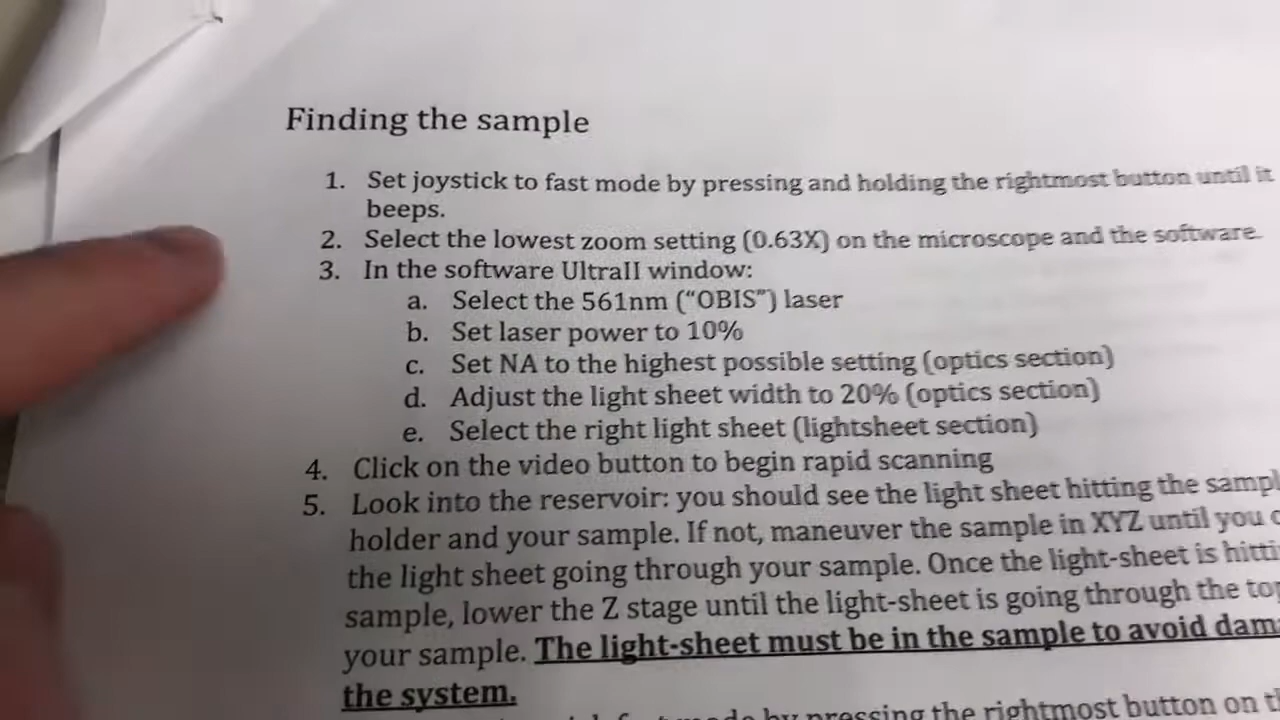 Finding the sample
1. Set joystick to fast mode by pressing and holding the rightmost button until it
beeps.
2. Select the lowest zoom setting (0.63X) on the microscope and the software.
3. In the software UltraII window:
a. Select the 561nm (“OBIS”) laser
b. Set laser power to 10%
c. Set NA to the highest possible setting (optics section)
d. Adjust the light sheet width to 20% (optics section)
e. Select the right light sheet (lightsheet section)
4. Click on the video button to begin rapid scanning
5. Look into the reservoir: you should see the light sheet hitting the
holder and your sample. If not, maneuver the sample in XYZ until you
the light sheet going through your sample. Once the light-sheet is
sample, lower the Z stage until the light-sheet is going through the
your sample. The light-sheet must be in the sample to avoid
the system.
mode by pressing the rightmost button on